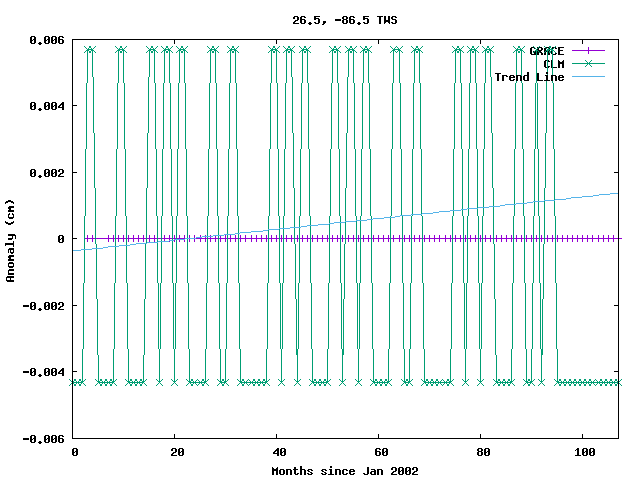 26.5, -86.5 TWS
0.006
GRACE
CLM
Trend Line
0.004
0.002
0
-0.002
-0.004
-0.006
Anomaly (cm)
0 20 40 60 80 100
Months since Jan 2002